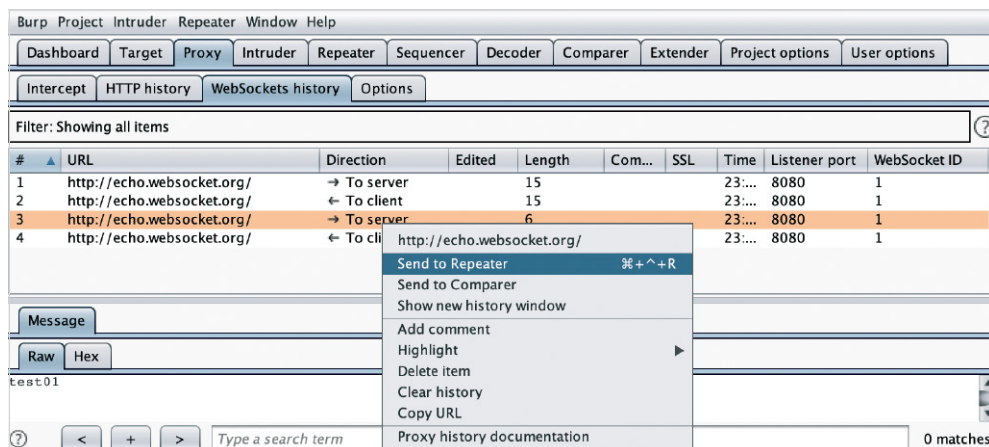 Burp Project Intruder Repeater Window Help
Dashboard Target Proxy Intruder Repeater Sequencer Decoder Comparer Extender Project options User options
Intercept HTTP history WebSockets history Options
Filter: Showing all items ?
# URL Direction Edited Length Com... SSL Time Listener port WebSocket ID
1 http://echo.websocket.org/ → To server 15 23:... 8080 1
2 http://echo.websocket.org/ ← To client 15 23:... 8080 1
3 http://echo.websocket.org/ → To server 6 23:... 8080 1
4 http://echo.websocket.org/ ← To cli 23:... 8080 1
http://echo.websocket.org/
Send to Repeater ⌘+^+R
Send to Comparer
Show new history window
Add comment
Highlight
Delete item
Clear history
Copy URL
Proxy history documentation
Message
Raw Hex
test01
? < + > Type a search term 0 matches